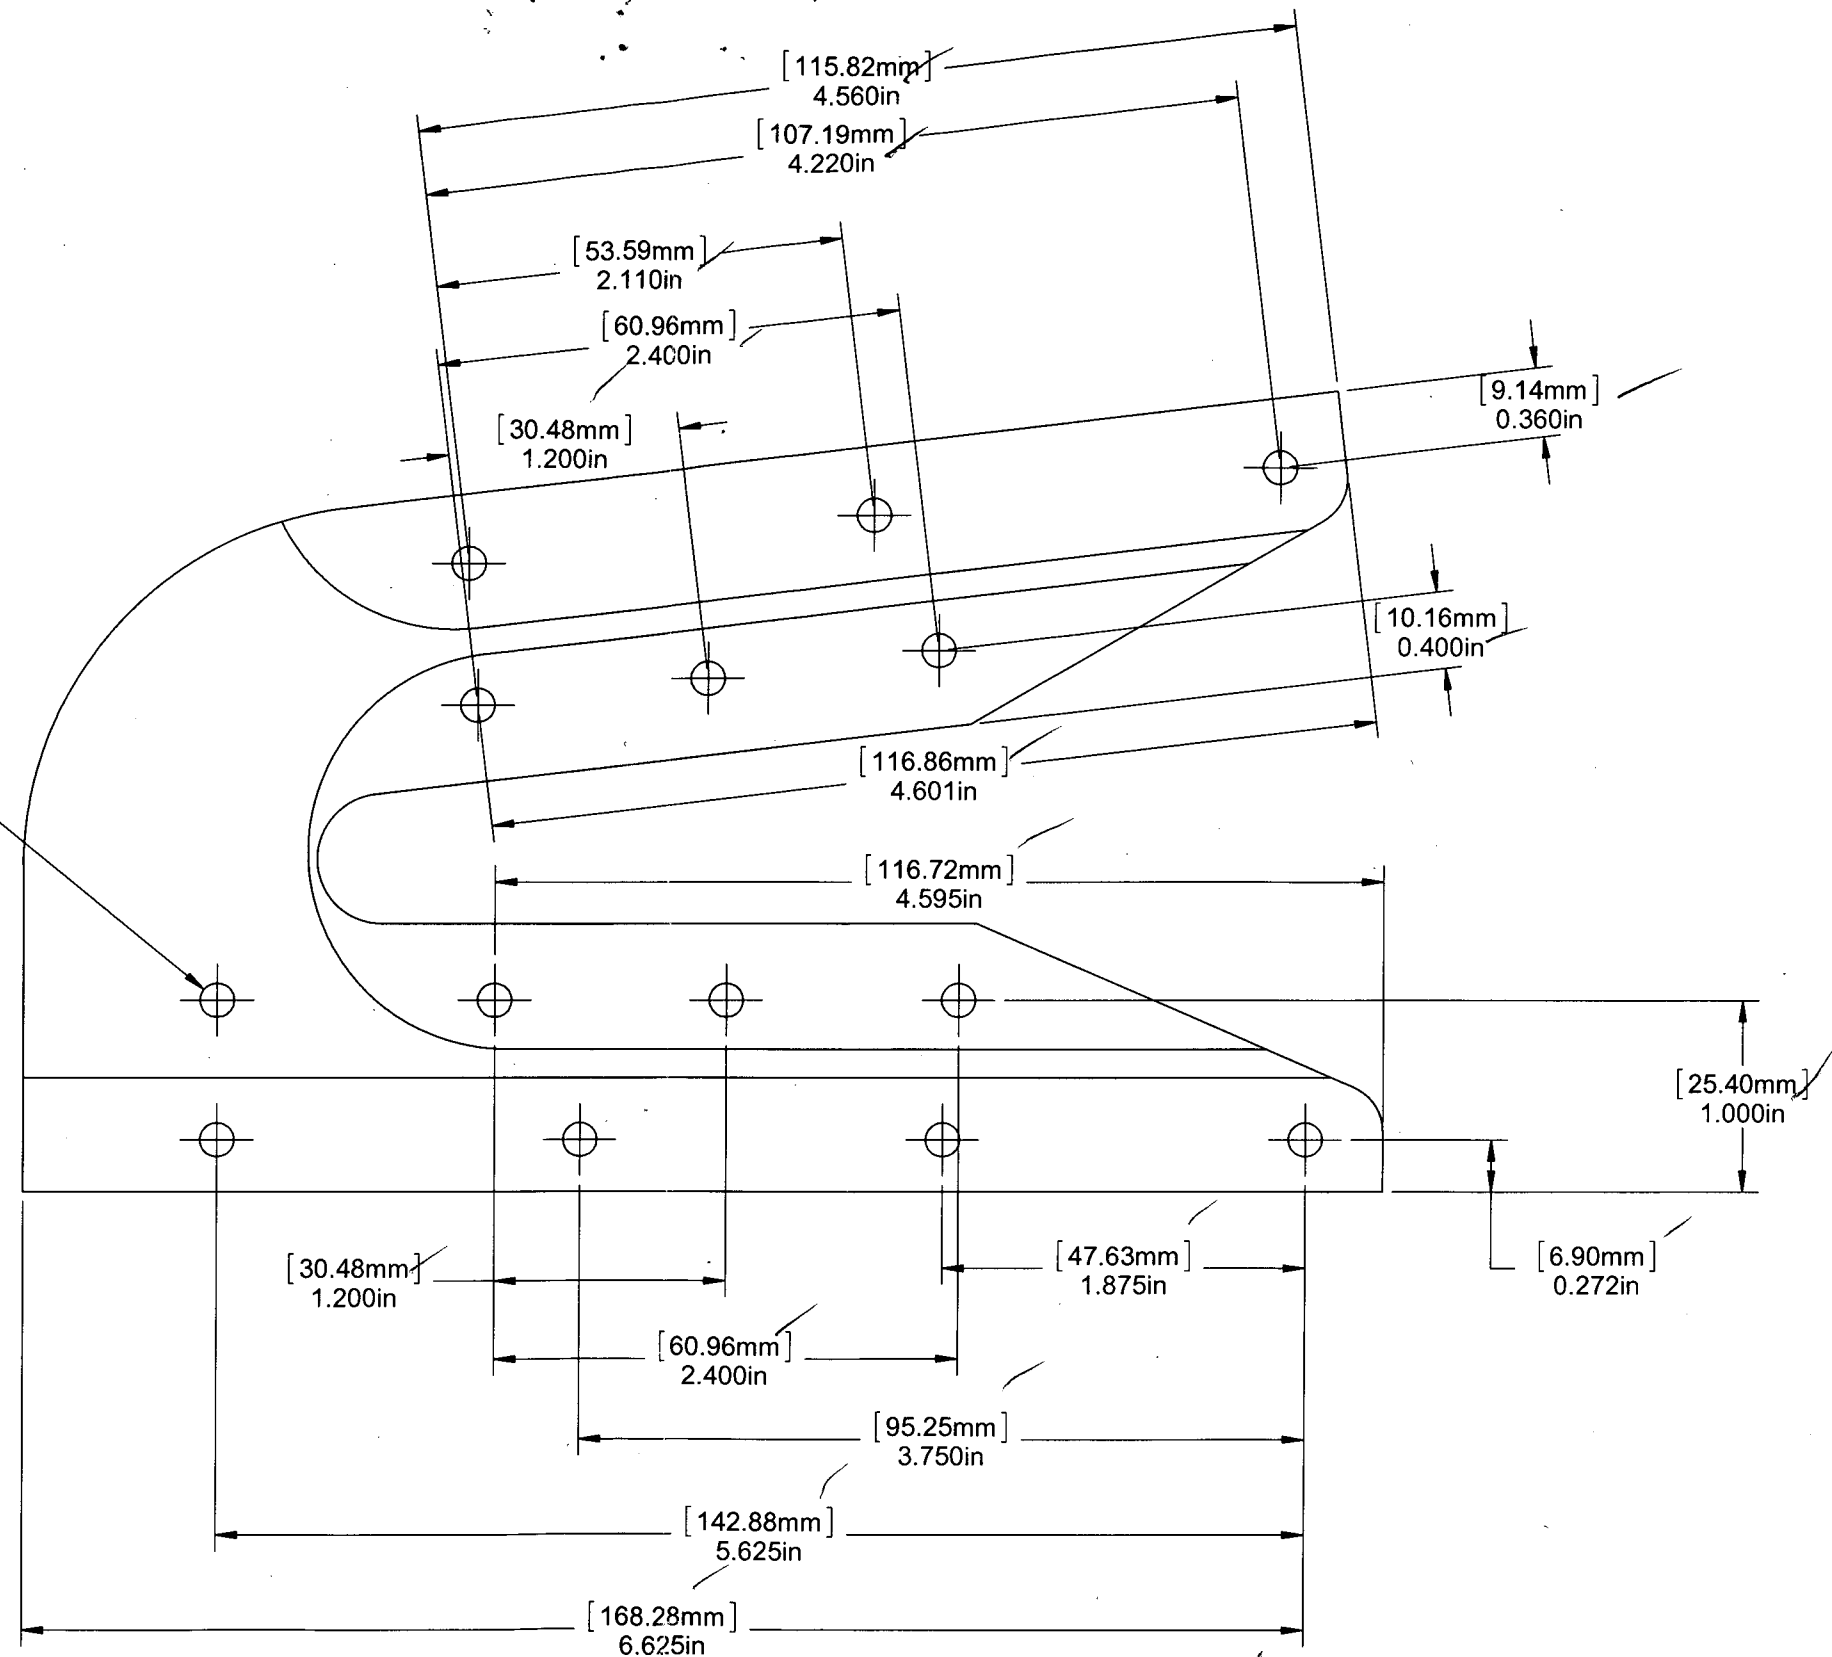 [115.82mm]
4.560in
[107.19mm]
4.220in
[53.59mm]
2.110in
[60.96mm]
2.400in
[30.48mm]
1.200in
[9.14mm]
0.360in
[10.16mm]
0.400in
[116.86mm]
4.601in
[116.72mm]
4.595in
[25.40mm]
1.000in
[30.48mm]
1.200in
[47.63mm]
1.875in
[6.90mm]
0.272in
[60.96mm]
2.400in
[95.25mm]
3.750in
[142.88mm]
5.625in
[168.28mm]
6.625in